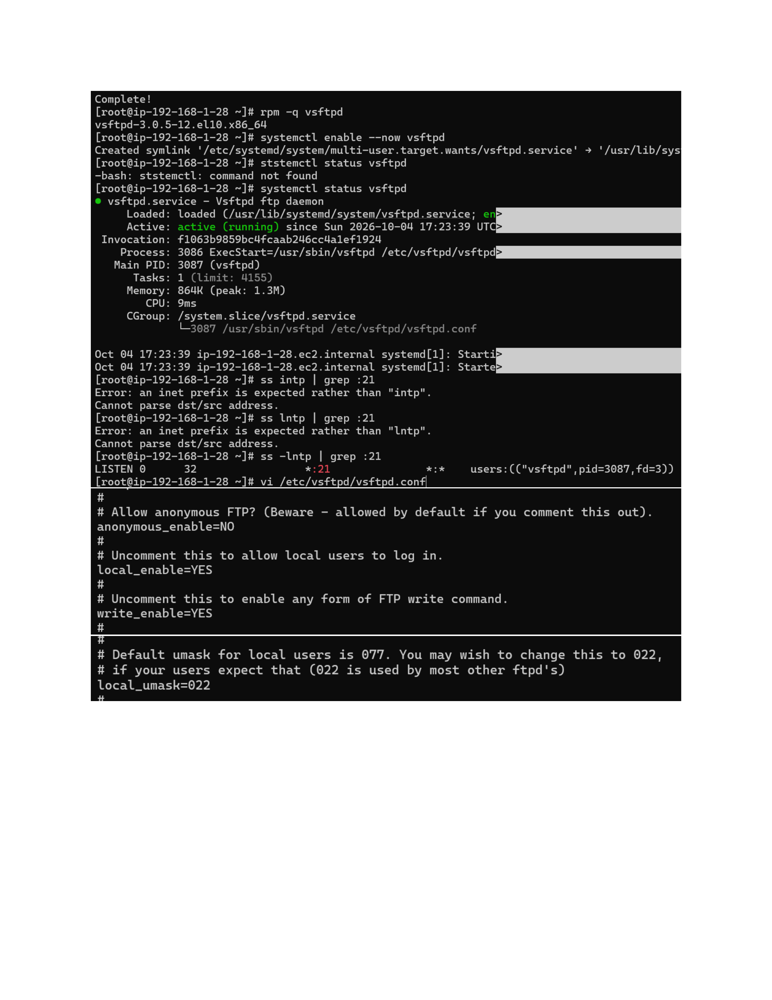 Complete!
[root@ip-192-168-1-28 ~]# rpm -q vsftpd
vsftpd-3.0.5-12.el10.x86_64
[root@ip-192-168-1-28 ~]# systemctl enable --now vsftpd
Created symlink '/etc/systemd/system/multi-user.target.wants/vsftpd.service' → '/usr/lib/sys
[root@ip-192-168-1-28 ~]# ststemctl status vsftpd
-bash: ststemctl: command not found
[root@ip-192-168-1-28 ~]# systemctl status vsftpd
● vsftpd.service - Vsftpd ftp daemon
     Loaded: loaded (/usr/lib/systemd/system/vsftpd.service; en>
     Active: active (running) since Sun 2026-10-04 17:23:39 UTC>
 Invocation: f1063b9859bc4fcaab246cc4a1ef1924
    Process: 3086 ExecStart=/usr/sbin/vsftpd /etc/vsftpd/vsftpd>
   Main PID: 3087 (vsftpd)
      Tasks: 1 (limit: 4155)
     Memory: 864K (peak: 1.3M)
        CPU: 9ms
     CGroup: /system.slice/vsftpd.service
             └─3087 /usr/sbin/vsftpd /etc/vsftpd/vsftpd.conf
Oct 04 17:23:39 ip-192-168-1-28.ec2.internal systemd[1]: Starti>
Oct 04 17:23:39 ip-192-168-1-28.ec2.internal systemd[1]: Starte>
[root@ip-192-168-1-28 ~]# ss intp | grep :21
Error: an inet prefix is expected rather than "intp".
Cannot parse dst/src address.
[root@ip-192-168-1-28 ~]# ss lntp | grep :21
Error: an inet prefix is expected rather than "lntp".
Cannot parse dst/src address.
[root@ip-192-168-1-28 ~]# ss -lntp | grep :21
LISTEN 0      32                 *:21               *:*    users:(("vsftpd",pid=3087,fd=3))
[root@ip-192-168-1-28 ~]# vi /etc/vsftpd/vsftpd.conf
#
# Allow anonymous FTP? (Beware - allowed by default if you comment this out).
anonymous_enable=NO
#
# Uncomment this to allow local users to log in.
local_enable=YES
#
# Uncomment this to enable any form of FTP write command.
write_enable=YES
#
#
# Default umask for local users is 077. You may wish to change this to 022,
# if your users expect that (022 is used by most other ftpd's)
local_umask=022
#